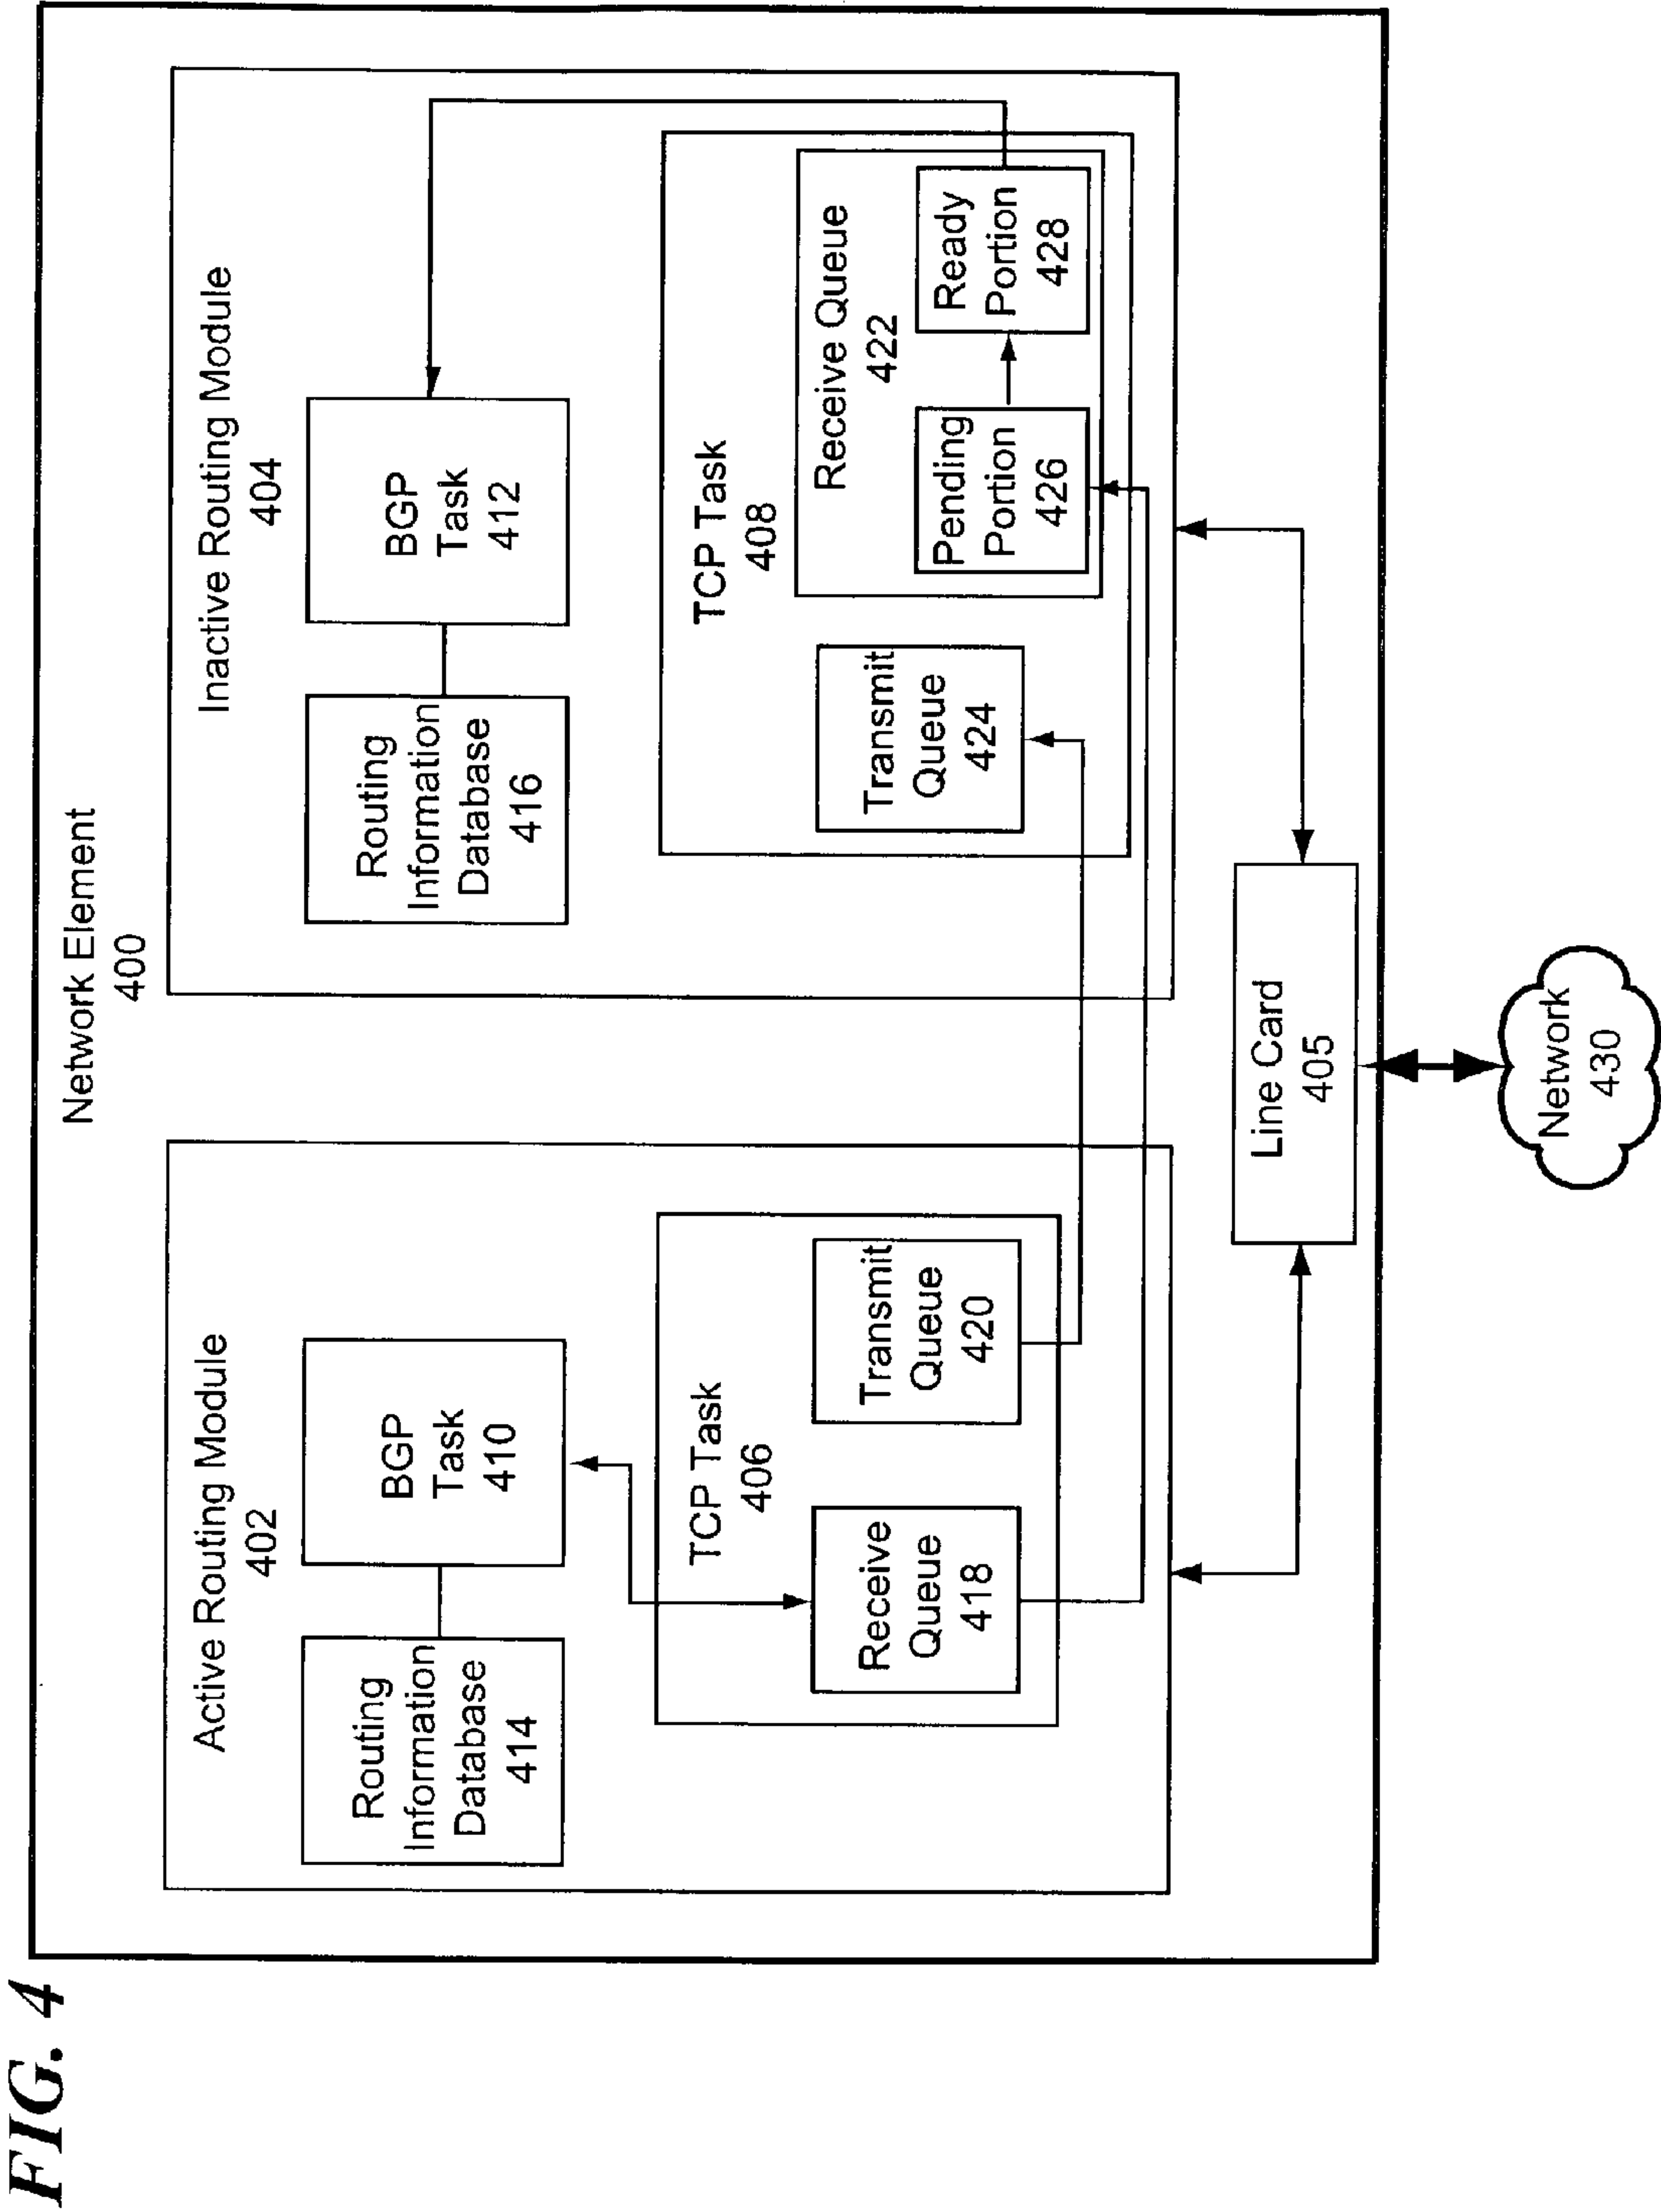 FIG. 4
Network Element
400
Active Routing Module
402
Routing
Information
Database
414
BGP
Task
410
TCP Task
406
Receive
Queue
418
Transmit
Queue
420
Inactive Routing Module
404
Routing
Information
Database
416
BGP
Task
412
TCP Task
408
Transmit
Queue
424
Receive Queue
422
Pending
Portion
426
Ready
Portion
428
Line Card
405
Network
430